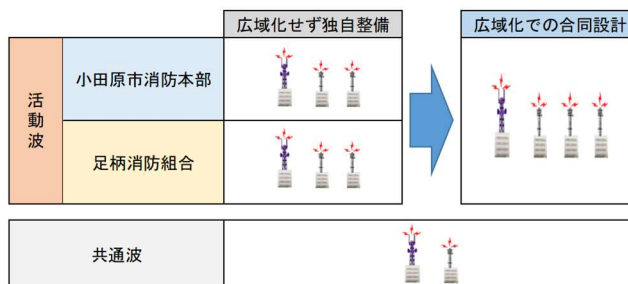 広域化せず独自整備
広域化での合同設計
活動波
小田原市消防本部
足柄消防組合
共通波